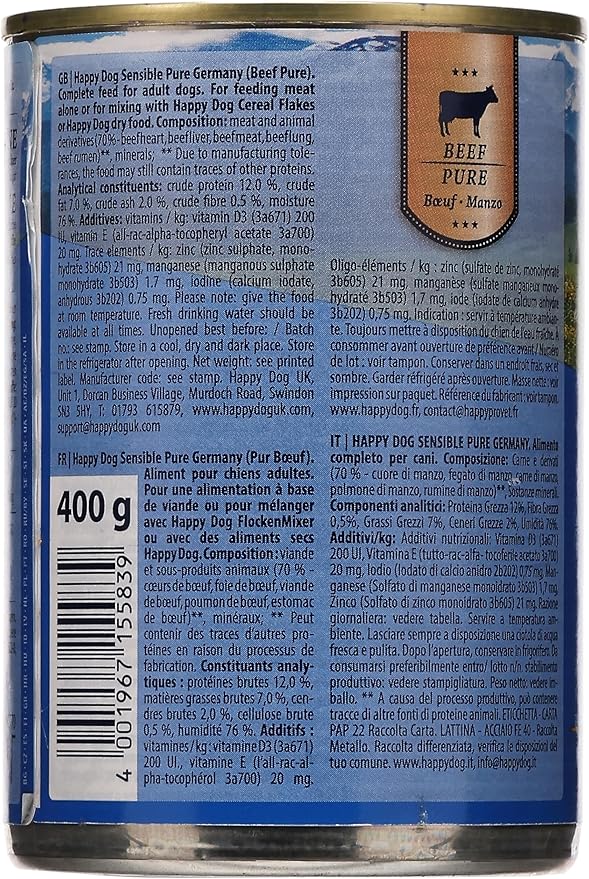 GB | Happy Dog Sensible Pure Germany (Beef Pure).
Complete feed for adult dogs. For feeding meat
alone or for mixing with Happy Dog Cereal Flakes
or Happy Dog dry food. Composition: meat and animal
derivatives (70% - beefheart, beefliver, beefmeat, beeflung,
beef rumen)**, minerals; ** Due to manufacturing tole-
rances, the food may still contain traces of other proteins.
Analytical constituents: crude protein 12.0 %, crude
fat 7.0 %, crude ash 2.0 %, crude fibre 0.5 %, moisture
76 %. Additives: vitamins / kg: vitamin D3 (3a671) 200
IU, vitamin E (all-rac-alpha-tocopheryl acetate 3a700)
20 mg. Trace elements / kg: zinc (zinc sulphate, mono-
hydrate 3b605) 21 mg, manganese (manganous sulphate
monohydrate 3b503) 1.7 mg, iodine (calcium iodate,
anhydrous 3b202) 0.75 mg. Please note: give the food
at room temperature. Fresh drinking water should be
available at all times. Unopened best before: / Batch
no.: see stamp. Store in a cool, dry and dark place. Store
in the refrigerator after opening. Net weight: see printed
label. Manufacturer code: see stamp. Happy Dog UK,
Unit 1, Dorcan Business Village, Murdoch Road, Swindon
SN3 5HY, T: 01793 615879, www.happydoguk.com,
support@happydoguk.com
FR | Happy Dog Sensible Pure Germany (Pur Bœuf).
Aliment pour chiens adultes.
Pour une alimentation à base
de viande ou pour mélanger
avec Happy Dog FlockenMixer
ou avec des aliments secs
Happy Dog. Composition : viande
et sous-produits animaux (70 % -
cœurs de bœuf, foie de bœuf, viande
de bœuf, poumon de bœuf, estomac
de bœuf)**, minéraux; ** Peut
contenir des traces d'autres pro-
téines en raison du processus de
fabrication. Constituants analy-
tiques : protéines brutes 12,0 %,
matières grasses brutes 7,0 %, cen-
dres brutes 2,0 %, cellulose brute
0,5 %, humidité 76 %. Additifs :
vitamines / kg : vitamine D3 (3a671)
200 UI, vitamine E (all-rac-al-
pha-tocophérol 3a700) 20 mg.
400 g
4 001967 155839
BEEF
PURE
Bœuf · Manzo
Oligo-éléments / kg : zinc (sulfate de zinc, monohydraté
3b605) 21 mg, manganèse (sulfate manganeux mono-
hydraté 3b503) 1,7 mg, iode (iodate de calcium anhydre
3b202) 0,75 mg. Indication : servir à température ambian-
te. Toujours mettre à disposition du chien de l'eau fraîche. À
consommer avant ouverture de préférence avant / Numéro
de lot : voir tampon. Conserver dans un endroit frais, sec et
sombre. Garder réfrigéré après ouverture. Masse nette : voir
impression sur paquet. Référence du fabricant : voir tampon.
www.happydog.fr, contact@happyprovet.fr
IT | HAPPY DOG SENSIBLE PURE GERMANY. Alimento
completo per cani. Composizione: Carne e derivati
(70 % - cuore di manzo, fegato di manzo, carne di manzo,
polmone di manzo, rumine di manzo)**, Sostanze minerali.
Componenti analitici: Proteina Grezza 12%, Fibra Grezza
0,5%, Grassi Grezzi 7%, Ceneri Grezze 2%, Umidità 76%.
Additivi/kg: Additivi nutrizionali: Vitamina D3 (3a671)
200 UI, Vitamina E (tutto-rac-alfa- tocoferile acetato 3a700)
20 mg, Iodio (Iodato di calcio anidro 2b202) 0,75 mg, Man-
ganese (Solfato di manganese monoidrato 3b503) 1,7 mg,
Zinco (Solfato di zinco monoidrato 3b605) 21 mg. Razione
giornaliera: vedere tabella. Servire a temperatura am-
biente. Lasciare sempre a disposizione una ciotola di acqua
fresca e pulita. Dopo l'apertura, conservare in frigorifero. Da
consumarsi preferibilmente entro/ lotto n/n. stabilimento
produttivo: vedere stampigliatura. Peso netto: vedere im-
ballo. ** A causa del processo produttivo, può contenere
tracce di altre fonti di proteine animali. ETICHETTA - CARTA
PAP 22 Raccolta Carta. LATTINA - ACCIAIO FE 40 - Raccolta
Metallo. Raccolta differenziata, verifica le disposizioni del
tuo comune. www.happydog.it, info@happydog.it